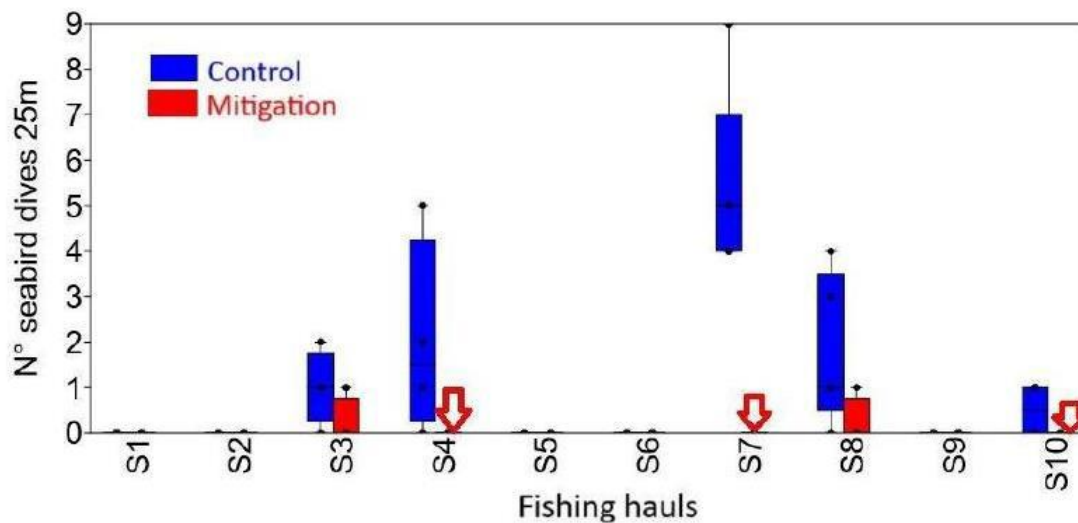 N° seabird dives 25m
9
8
7
6
5
4
3
2
1
0
Control
Mitigation
S1
S2
S3
S4
S5
S6
S7
S8
S9
S10
Fishing hauls